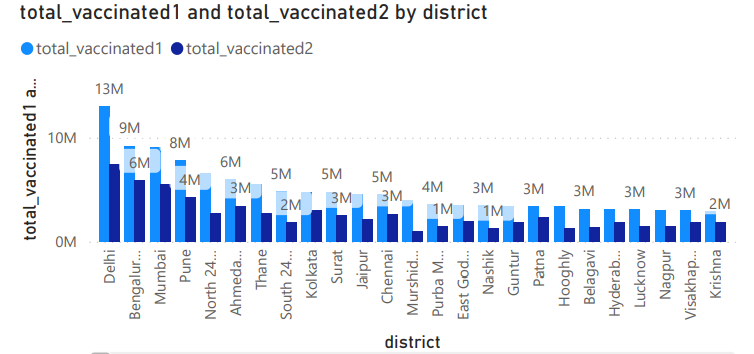 total_vaccinated1 and total_vaccinated2 by district
total_vaccinated1 total_vaccinated2
total_vaccinated1 a...
10M
0M
13M
9M
6M
8M
4M
6M
3M
5M
2M
5M
3M
5M
3M
4M
1M
3M
1M
3M
3M
3M
3M
2M
Delhi
Bengalur...
Mumbai
Pune
North 24...
Ahmeda...
Thane
South 24...
Kolkata
Surat
Jaipur
Chennai
Murshid...
Purba M...
East God...
Nashik
Guntur
Patna
Hooghly
Belagavi
Hyderab...
Lucknow
Nagpur
Visakhap...
Krishna
district